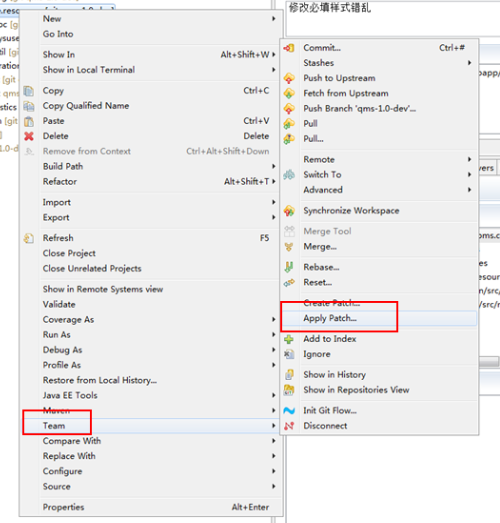 修改必填样式错乱
New
Go Into
Show In Alt+Shift+W
Show in Local Terminal
Copy Ctrl+C
Copy Qualified Name
Paste Ctrl+V
Delete Delete
Remove from Context Ctrl+Alt+Shift+Down
Build Path
Refactor Alt+Shift+T
Import
Export
Refresh F5
Close Project
Close Unrelated Projects
Show in Remote Systems view
Validate
Coverage As
Run As
Debug As
Profile As
Restore from Local History...
Java EE Tools
Maven
Team
Compare With
Replace With
Configure
Source
Properties Alt+Enter
Commit... Ctrl+#
Stashes
Push to Upstream
Fetch from Upstream
Push Branch 'qms-1.0-dev'...
Pull
Pull...
Remote
Switch To
Advanced
Synchronize Workspace
Merge Tool
Merge...
Rebase...
Reset...
Create Patch...
Apply Patch...
Add to Index
Ignore
Show in History
Show in Repositories View
Init Git Flow...
Disconnect